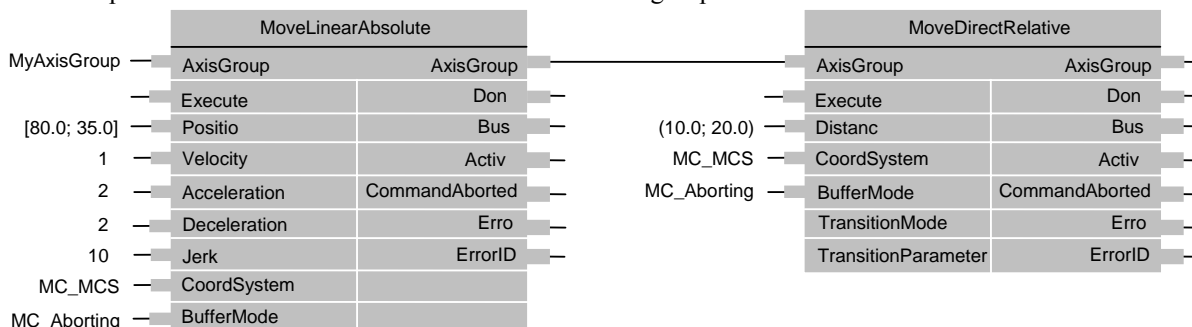 MoveLinearAbsolute
MyAxisGroup AxisGroup AxisGroup
Execute Don
[80.0; 35.0] Positio Bus
1 Velocity Activ
2 Acceleration CommandAborted
2 Deceleration Erro
10 Jerk ErrorID
MC_MCS CoordSystem
MC_Aborting BufferMode
MoveDirectRelative
AxisGroup AxisGroup
Execute Don
(10.0; 20.0) Distanc Bus
MC_MCS CoordSystem Activ
MC_Aborting BufferMode CommandAborted
TransitionMode Erro
TransitionParameter ErrorID